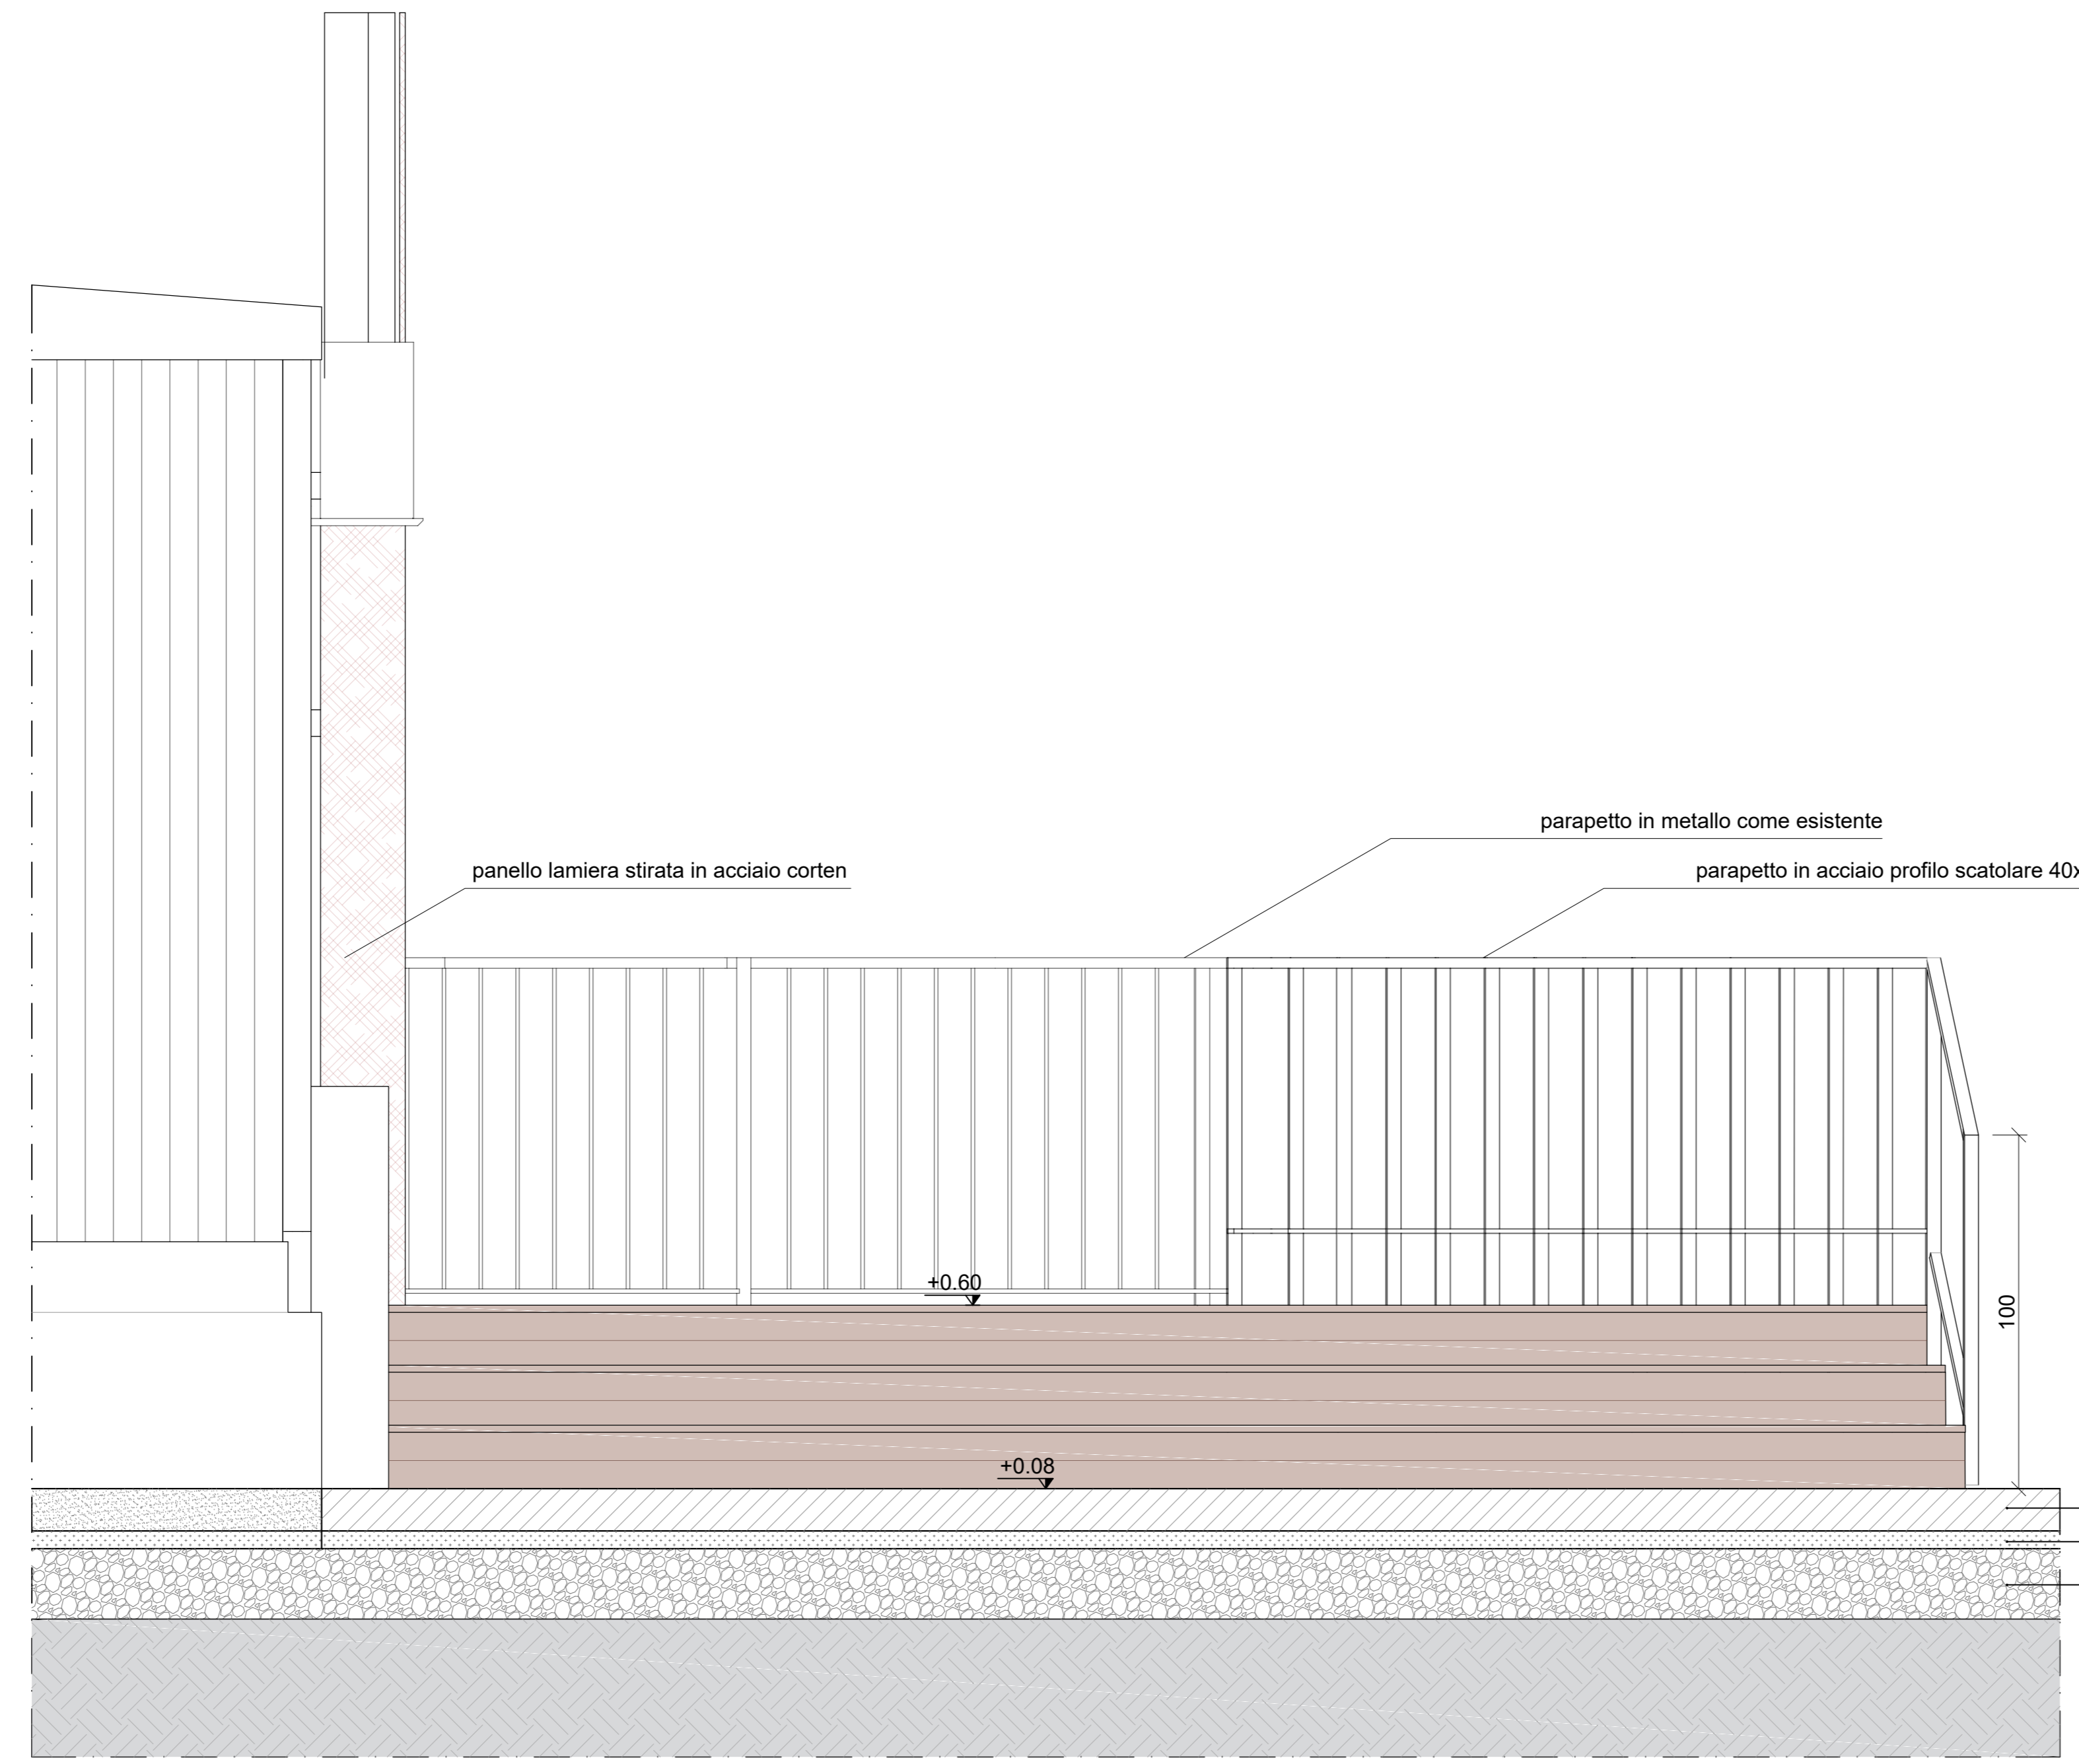 parapetto in metallo come esistente
panello lamiera stirata in acciaio corten
parapetto in acciaio profilo scatolare 40x
+0.60
100
+0.08